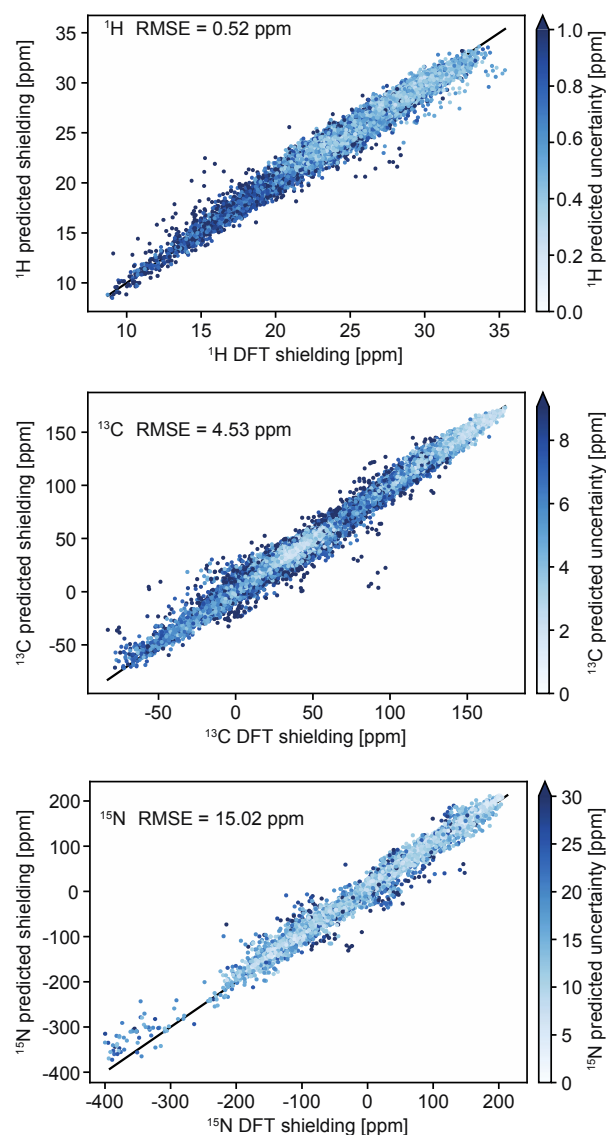 ¹H RMSE = 0.52 ppm
¹H predicted shielding [ppm]
35
30
25
20
15
10
10 15 20 25 30 35
¹H DFT shielding [ppm]
1.0
0.8
0.6
0.4
0.2
0.0
¹H predicted uncertainty [ppm]
¹³C RMSE = 4.53 ppm
¹³C predicted shielding [ppm]
150
100
50
0
-50
-50 0 50 100 150
¹³C DFT shielding [ppm]
8
6
4
2
0
¹³C predicted uncertainty [ppm]
¹⁵N RMSE = 15.02 ppm
¹⁵N predicted shielding [ppm]
200
100
0
-100
-200
-300
-400
-400 -300 -200 -100 0 100 200
¹⁵N DFT shielding [ppm]
30
25
20
15
10
5
0
¹⁵N predicted uncertainty [ppm]